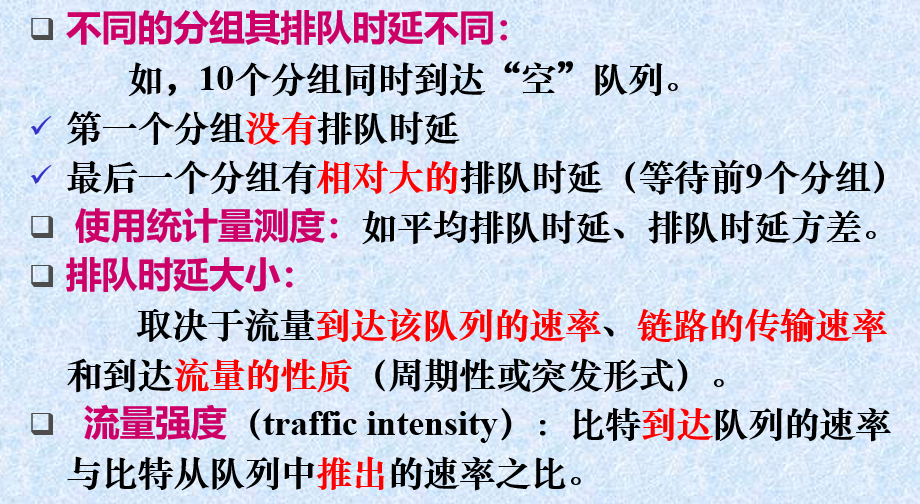 不同的分组其排队时延不同：
如，10个分组同时到达“空”队列。
第一个分组没有排队时延
最后一个分组有相对大的排队时延（等待前9个分组）
使用统计量测度：如平均排队时延、排队时延方差。
排队时延大小：
取决于流量到达该队列的速率、链路的传输速率
和到达流量的性质（周期性或突发形式）。
流量强度（traffic intensity）：比特到达队列的速率
与比特从队列中推出的速率之比。